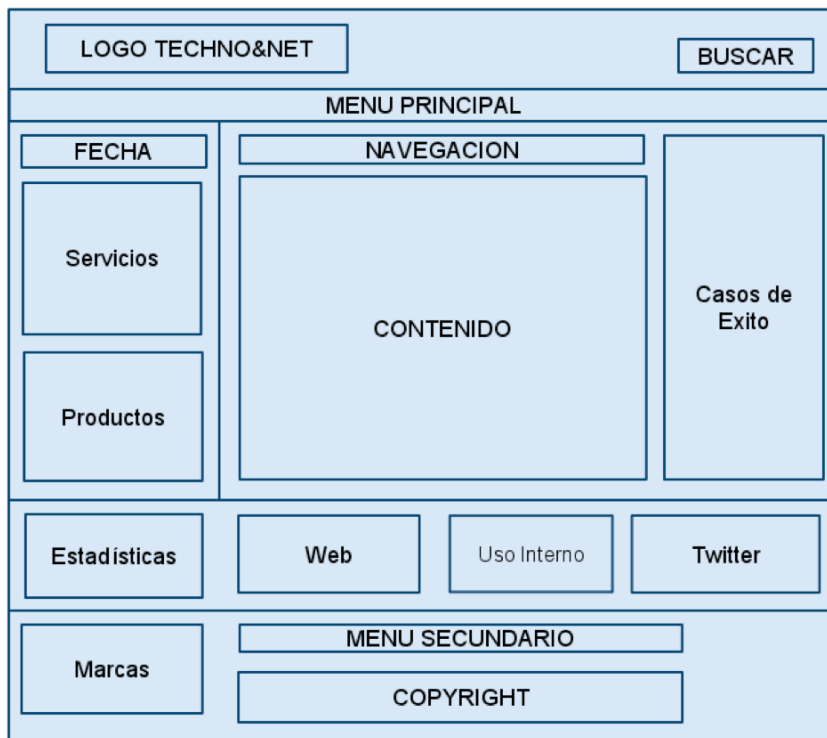 LOGO TECHNO&NET
BUSCAR
MENU PRINCIPAL
FECHA
NAVEGACION
Servicios
CONTENIDO
Casos de
Exito
Productos
Estadísticas
Web
Uso Interno
Twitter
Marcas
MENU SECUNDARIO
COPYRIGHT